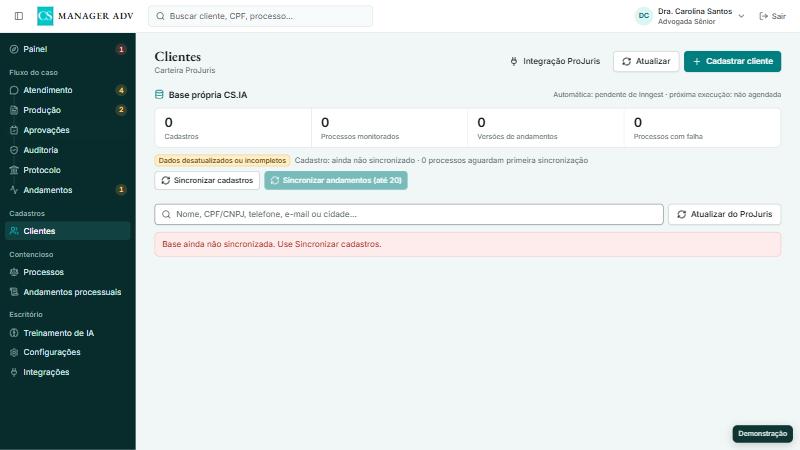 CS MANAGER ADV
Buscar cliente, CPF, processo...
DC
Dra. Carolina Santos
Advogada Sênior
Sair
Painel 1
Fluxo do caso
Atendimento 4
Produção 2
Aprovações
Auditoria
Protocolo
Andamentos 1
Cadastros
Clientes
Contencioso
Processos
Andamentos processuais
Escritório
Treinamento de IA
Configurações
Integrações
Clientes
Carteira ProJuris
Integração ProJuris
Atualizar
Cadastrar cliente
Base própria CS.IA
Automática: pendente de Inngest · próxima execução: não agendada
0
Cadastros
0
Processos monitorados
0
Versões de andamentos
0
Processos com falha
Dados desatualizados ou incompletos
Cadastro: ainda não sincronizado · 0 processos aguardam primeira sincronização
Sincronizar cadastros
Sincronizar andamentos (até 20)
Nome, CPF/CNPJ, telefone, e-mail ou cidade...
Atualizar do ProJuris
Base ainda não sincronizada. Use Sincronizar cadastros.
Demonstração